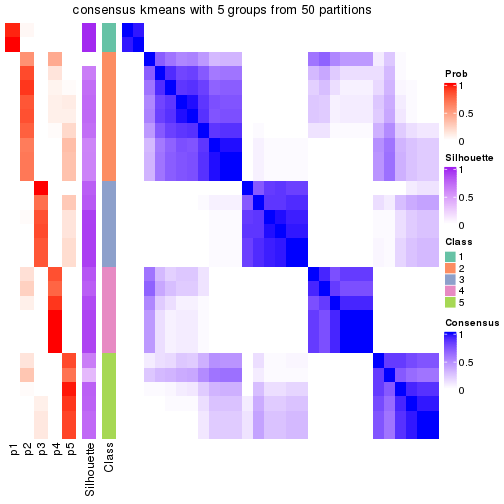 consensus kmeans with 5 groups from 50 partitions
p1
p2
p3
p4
p5
Silhouette
Class
Prob
1
0.5
0
Silhouette
1
0.5
0
Class
1
2
3
4
5
Consensus
1
0.5
0